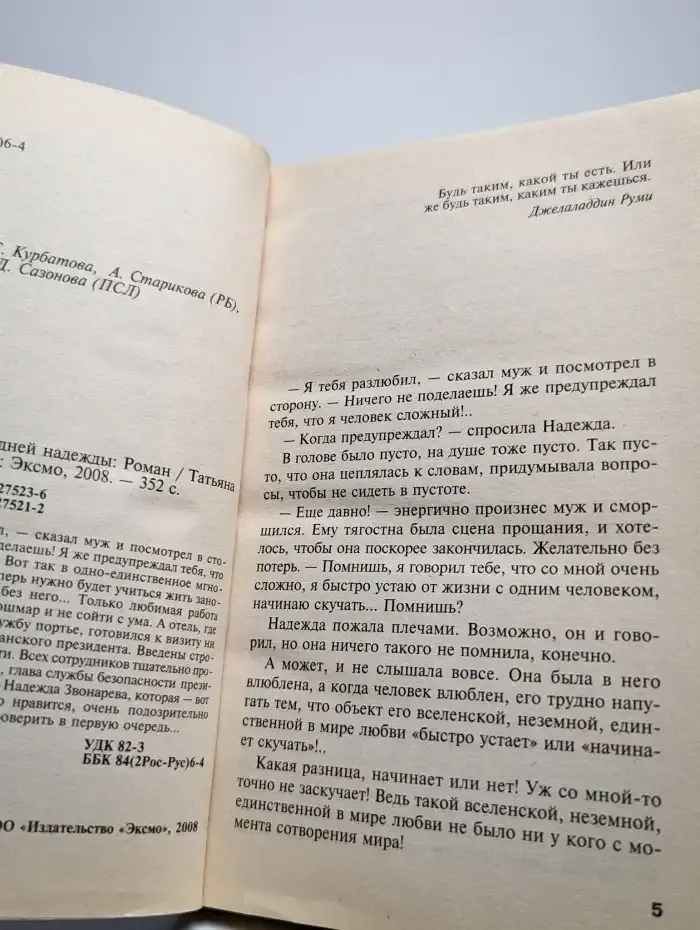 06-4
Г. Курбатова, А. Старикова (РБ),
Д. Сазонова (ПСЛ)
дней надежды: Роман / Татьяна
: Эксмо, 2008. — 352 с.
27523-6
27521-2
л, — сказал муж и посмотрел в сто-
делаешь! Я же предупреждал тебя, что
Вот так в одно-единственное мгно-
перь нужно будет учиться жить зано-
без него... Только любимая работа
ошмар и не сойти с ума. А отель, где
ужбу портье, готовился к визиту ни
анского президента. Введены стро-
ти. Всех сотрудников тщательно про-
, глава службы безопасности прези-
Надежда Звонарева, которая — вот
о нравится, очень подозрительно
роверить в первую очередь...
УДК 82-3
ББК 84(2Рос-Рус)6-4
ОО «Издательство «Эксмо», 2008
Будь таким, какой ты есть. Или
же будь таким, каким ты кажешься.
Джелаладдин Руми
— Я тебя разлюбил, — сказал муж и посмотрел в
сторону. — Ничего не поделаешь! Я же предупреждал
тебя, что я человек сложный!..
— Когда предупреждал? — спросила Надежда.
В голове было пусто, на душе тоже пусто. Так пус-
то, что она цеплялась к словам, придумывала вопро-
сы, чтобы не сидеть в пустоте.
— Еще давно! — энергично произнес муж и смор-
щился. Ему тягостна была сцена прощания, и хоте-
лось, чтобы она поскорее закончилась. Желательно без
потерь. — Помнишь, я говорил тебе, что со мной очень
сложно, я быстро устаю от жизни с одним человеком,
начинаю скучать... Помнишь?
Надежда пожала плечами. Возможно, он и гово-
рил, но она ничего такого не помнила, конечно.
А может, и не слышала вовсе. Она была в него
влюблена, а когда человек влюблен, его трудно напу-
гать тем, что объект его вселенской, неземной, един-
ственной в мире любви «быстро устает» или «начина-
ет скучать»!..
Какая разница, начинает или нет! Уж со мной-то
точно не заскучает! Ведь такой вселенской, неземной,
единственной в мире любви не было ни у кого с мо-
мента сотворения мира!
5